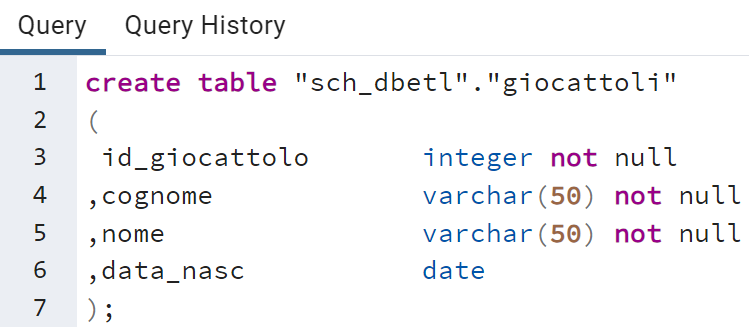 Query Query History
1 create table "sch_dbetl"."giocattoli"
2 (
3 id_giocattolo integer not null
4 ,cognome varchar(50) not null
5 ,nome varchar(50) not null
6 ,data_nasc date
7 );